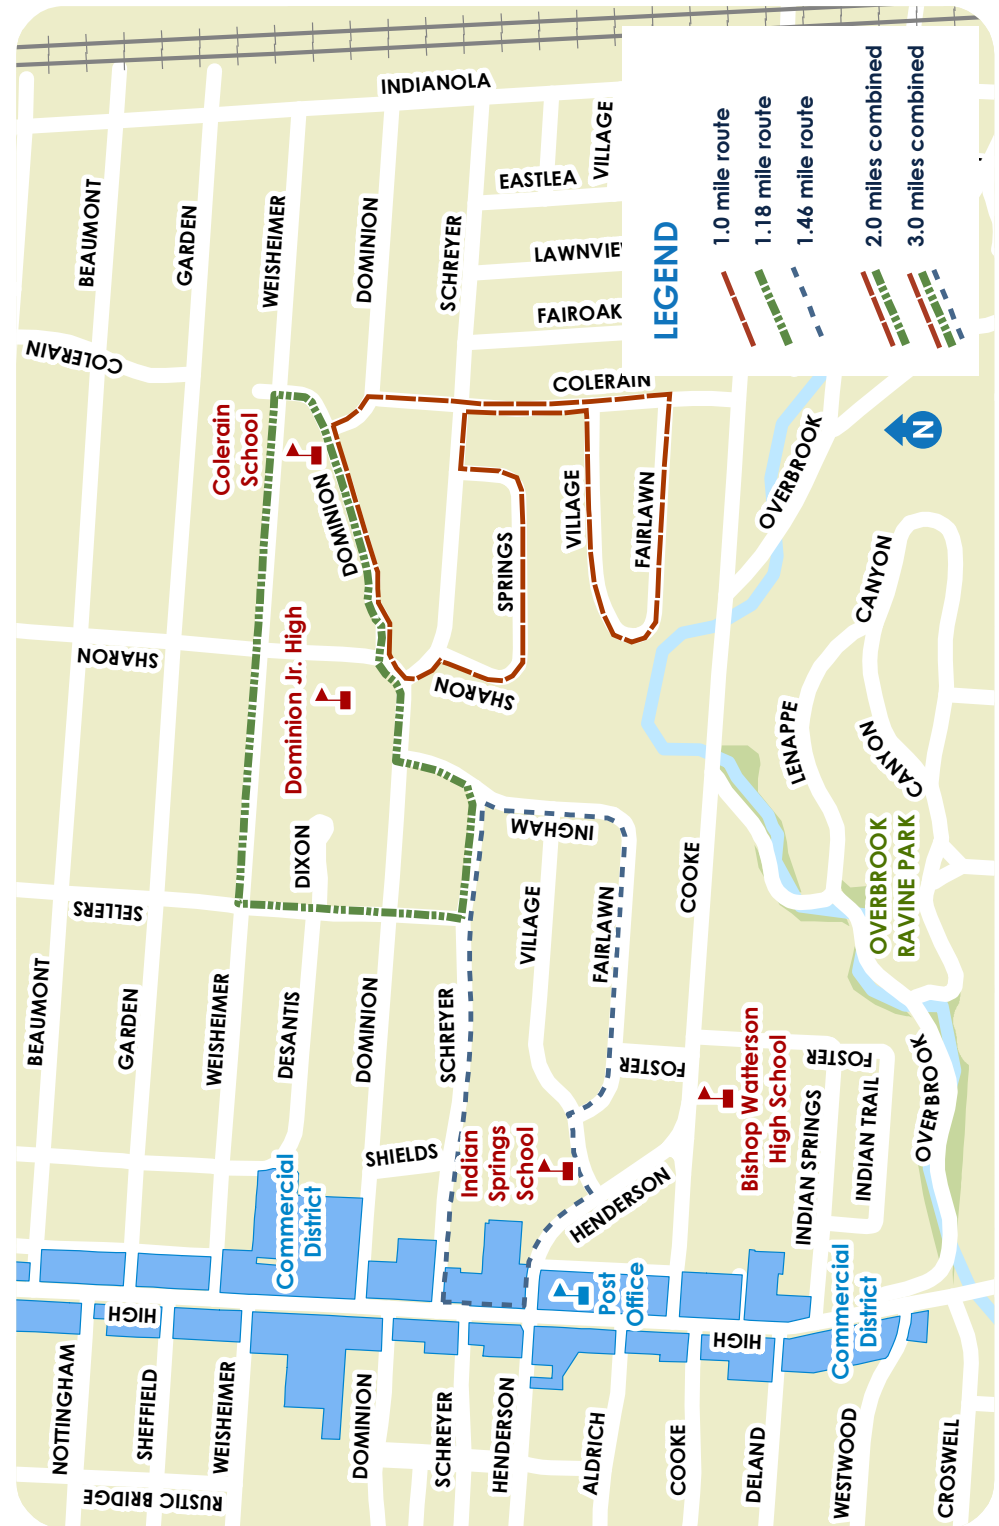 INDIANOLA
BEAUMONT
GARDEN
WEISHEIMER
DOMINION
SCHREYER
EASTLEA
VILLAGE
LAWNVIE
FAIROAK
COLERAIN
COLERAIN
LEGEND
1.0 mile route
1.18 mile route
1.46 mile route
2.0 miles combined
3.0 miles combined
N
Colerain
School
DOMINION
SPRINGS
VILLAGE
FAIRLAWN
OVERBROOK
CANYON
SHARON
Dominion Jr. High
SHARON
LENAPPE
CANYON
DIXON
INGHAM
COOKE
OVERBROOK
RAVINE PARK
SELLERS
BEAUMONT
GARDEN
WEISHEIMER
DESANTIS
DOMINION
SCHREYER
VILLAGE
FAIRLAWN
FOSTER
FOSTER
Bishop Watterson
High School
OVERBROOK
INDIAN SPRINGS
INDIAN TRAIL
SHIELDS
Indian
Springs
School
HENDERSON
Commercial
District
Post
Office
Commercial
District
HIGH
HIGH
NOTTINGHAM
SHEFFIELD
WEISHEIMER
DOMINION
SCHREYER
HENDERSON
ALDRICH
COOKE
DELAND
WESTWOOD
CROSWELL
RUSTIC BRIDGE